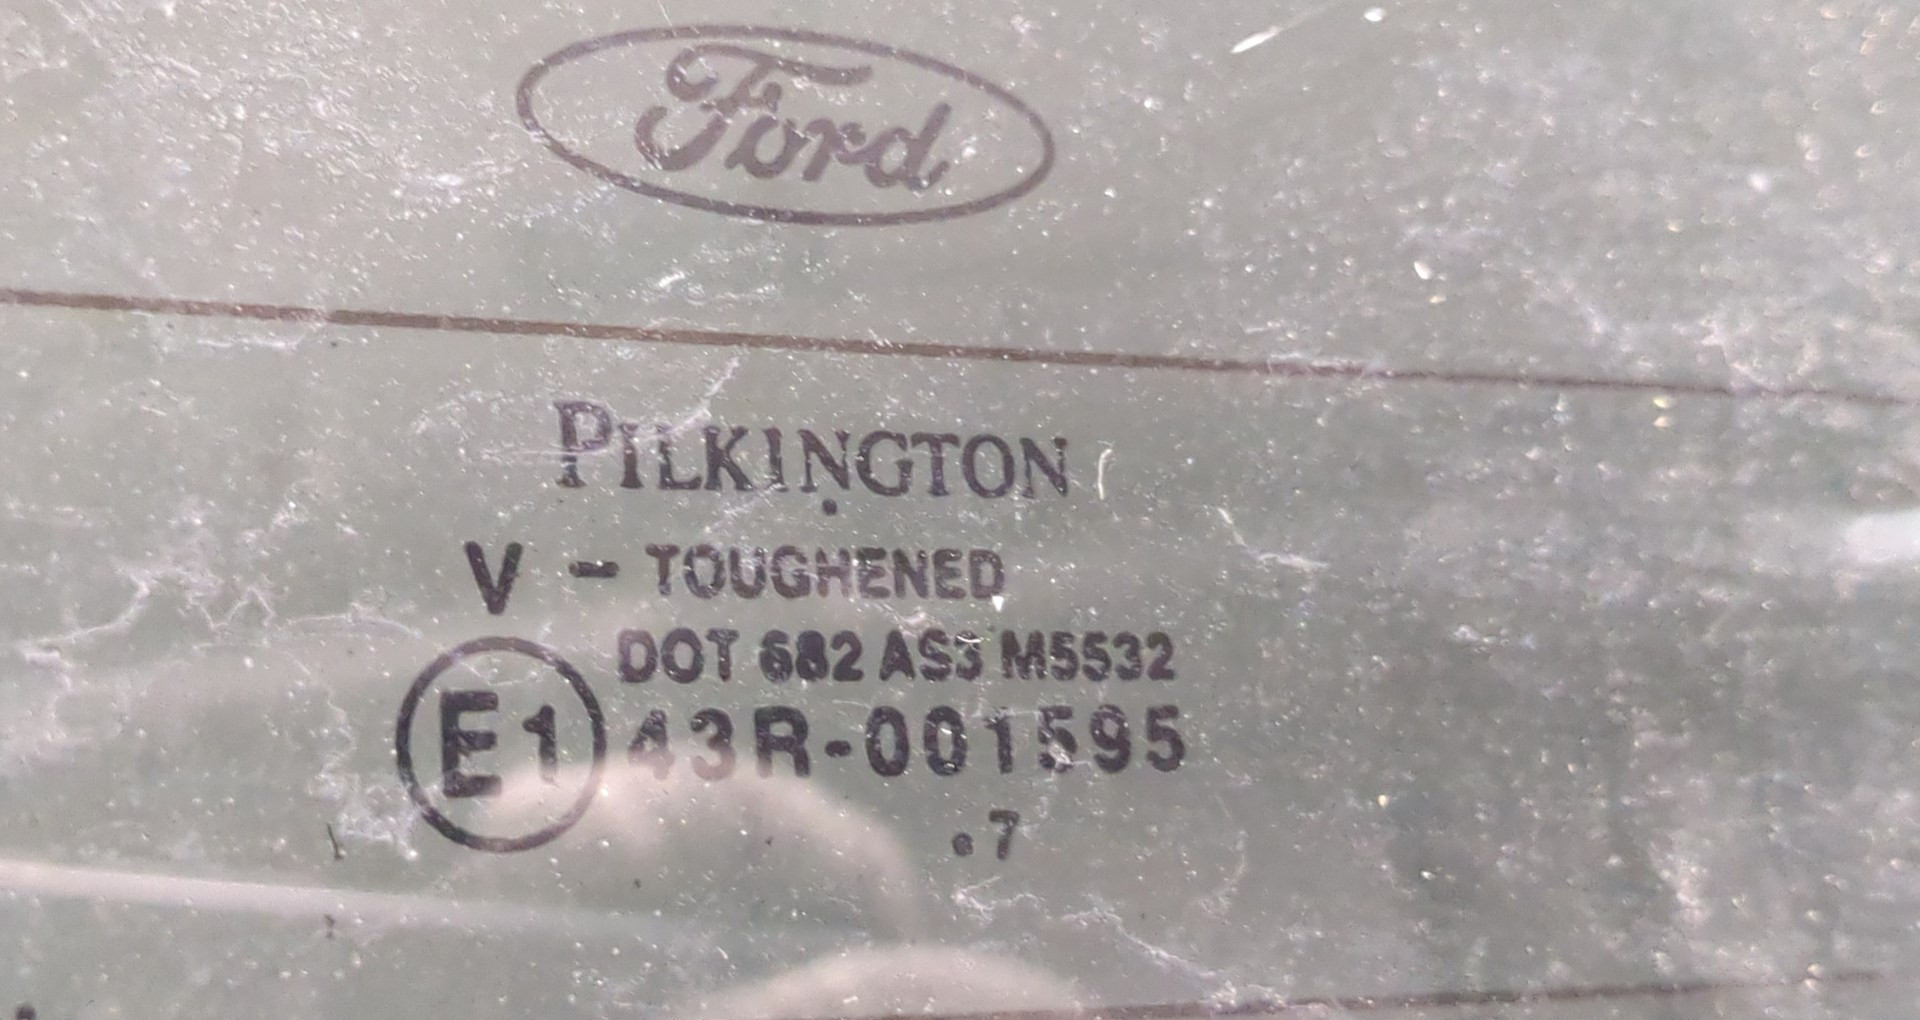 Ford
PILKINGTON
V - TOUGHENED
DOT 682 AS3 M5532
E1 43R-001595
.7